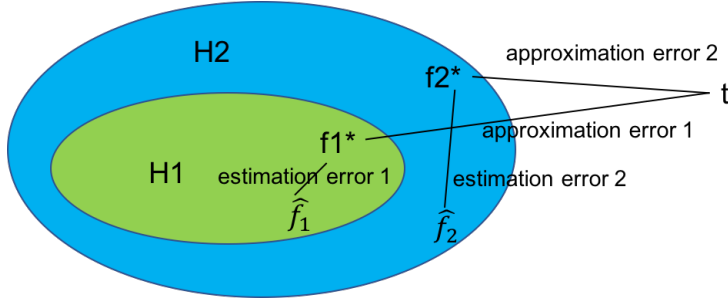 H2
approximation error 2
f2*
t
f1*
approximation error 1
H1
estimation error 1
estimation error 2
f̂₁
f̂₂